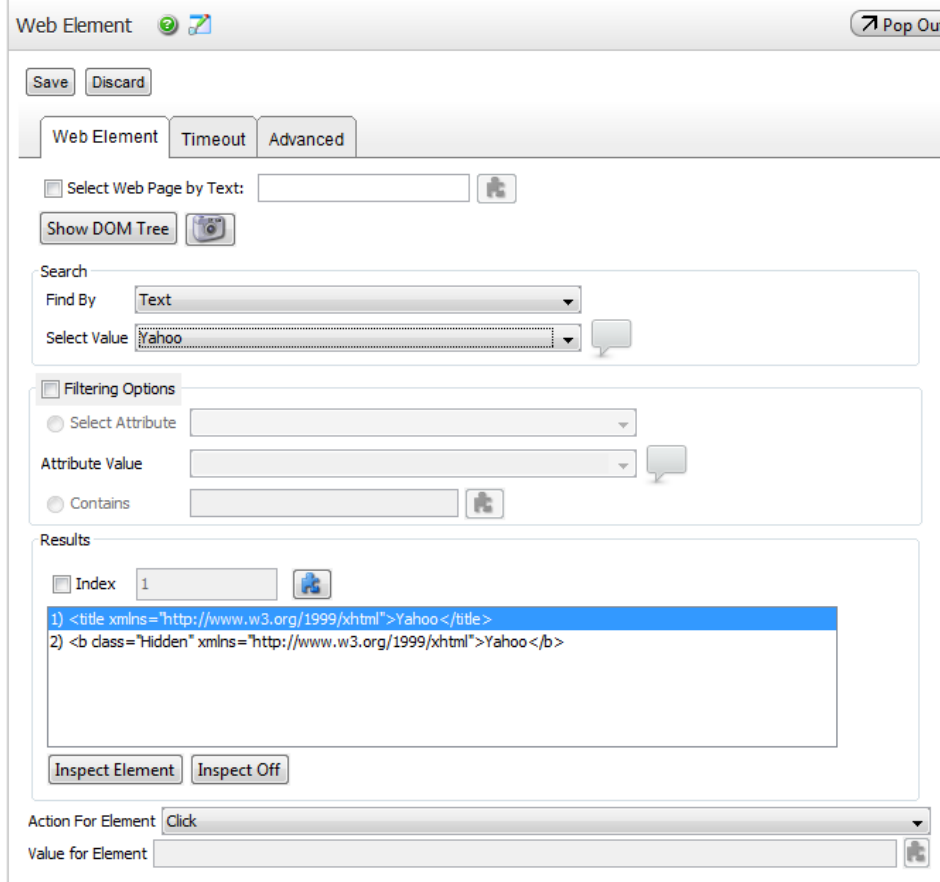 Web Element
Pop Ou
Save Discard
Web Element Timeout Advanced
Select Web Page by Text:
Show DOM Tree
Search
Find By Text
Select Value Yahoo
Filtering Options
Select Attribute
Attribute Value
Contains
Results
Index 1
1) <title xmlns="http://www.w3.org/1999/xhtml">Yahoo</title>
2) <b class="Hidden" xmlns="http://www.w3.org/1999/xhtml">Yahoo</b>
Inspect Element Inspect Off
Action For Element Click
Value for Element